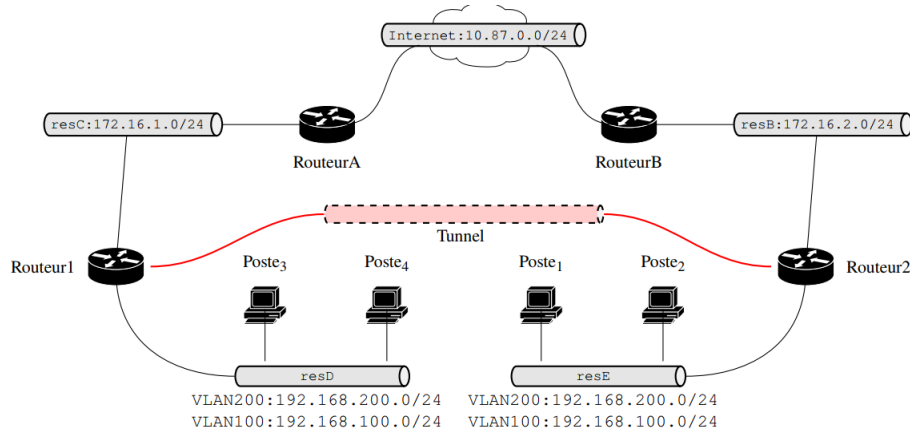 Internet:10.87.0.0/24
resC:172.16.1.0/24
resB:172.16.2.0/24
RouteurA
RouteurB
Tunnel
Routeur1
Poste3
Poste4
Poste1
Poste2
Routeur2
resD
resE
VLAN200:192.168.200.0/24
VLAN200:192.168.200.0/24
VLAN100:192.168.100.0/24
VLAN100:192.168.100.0/24